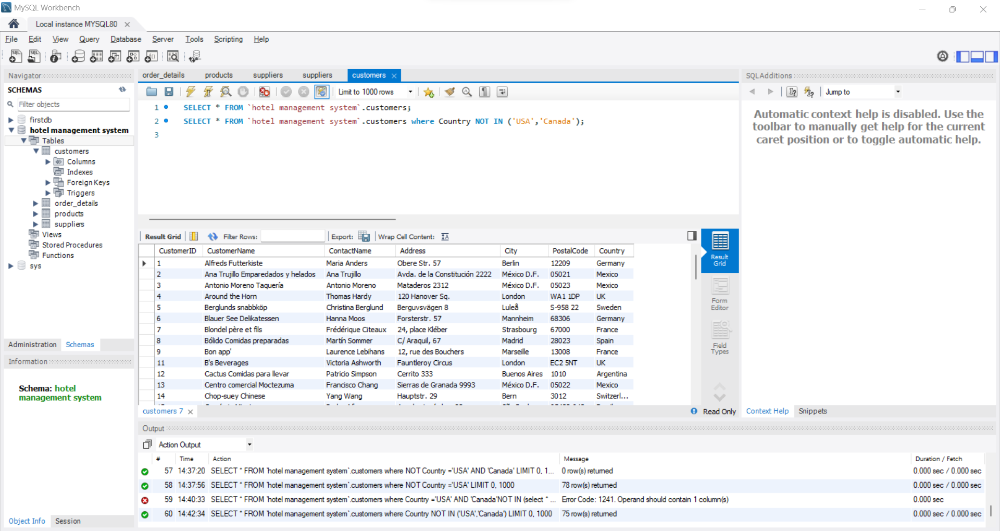 MySQL Workbench
Local instance MYSQL80
File Edit View Query Database Server Tools Scripting Help
Navigator
SCHEMAS
Filter objects
firstdb
hotel management system
Tables
customers
Columns
Indexes
Foreign Keys
Triggers
order_details
products
suppliers
Views
Stored Procedures
Functions
sys
Administration Schemas
Information
Schema: hotel
management system
Object Info Session
order_details products suppliers suppliers customers
Limit to 1000 rows
1 SELECT * FROM `hotel management system`.customers;
2 SELECT * FROM `hotel management system`.customers where Country NOT IN ('USA','Canada');
3
Result Grid Filter Rows: Export: Wrap Cell Content:
CustomerID CustomerName ContactName Address City PostalCode Country
1 Alfreds Futterkiste Maria Anders Obere Str. 57 Berlin 12209 Germany
2 Ana Trujillo Emparedados y helados Ana Trujillo Avda. de la Constitución 2222 México D.F. 05021 Mexico
3 Antonio Moreno Taquería Antonio Moreno Mataderos 2312 México D.F. 05023 Mexico
4 Around the Horn Thomas Hardy 120 Hanover Sq. London WA1 1DP UK
5 Berglunds snabbköp Christina Berglund Berguvsvägen 8 Luleå S-958 22 Sweden
6 Blauer See Delikatessen Hanna Moos Forsterstr. 57 Mannheim 68306 Germany
7 Blondel père et fils Frédérique Citeaux 24, place Kléber Strasbourg 67000 France
8 Bólido Comidas preparadas Martín Sommer C/ Araquil, 67 Madrid 28023 Spain
9 Bon app' Laurence Lebihans 12, rue des Bouchers Marseille 13008 France
11 B's Beverages Victoria Ashworth Fauntleroy Circus London EC2 5NT UK
12 Cactus Comidas para llevar Patricio Simpson Cerrito 333 Buenos Aires 1010 Argentina
13 Centro comercial Moctezuma Francisco Chang Sierras de Granada 9993 México D.F. 05022 Mexico
14 Chop-suey Chinese Yang Wang Hauptstr. 29 Bern 3012 Switzerl...
Result
Grid
Form
Editor
Field
Types
customers 7
Read Only
SQLAdditions
Jump to
Automatic context help is disabled. Use the
toolbar to manually get help for the current
caret position or to toggle automatic help.
Context Help Snippets
Output
Action Output
# Time Action Message Duration / Fetch
57 14:37:20 SELECT * FROM `hotel management system`.customers where NOT Country ='USA' AND 'Canada' LIMIT 0, 1... 0 row(s) returned 0.000 sec / 0.000 sec
58 14:37:56 SELECT * FROM `hotel management system`.customers where NOT Country ='USA' LIMIT 0, 1000 78 row(s) returned 0.000 sec / 0.000 sec
59 14:40:33 SELECT * FROM `hotel management system`.customers where Country ='USA' AND 'Canada'NOT IN (select * ... Error Code: 1241. Operand should contain 1 column(s) 0.000 sec
60 14:42:34 SELECT * FROM `hotel management system`.customers where Country NOT IN ('USA','Canada') LIMIT 0, 1000 75 row(s) returned 0.000 sec / 0.000 sec